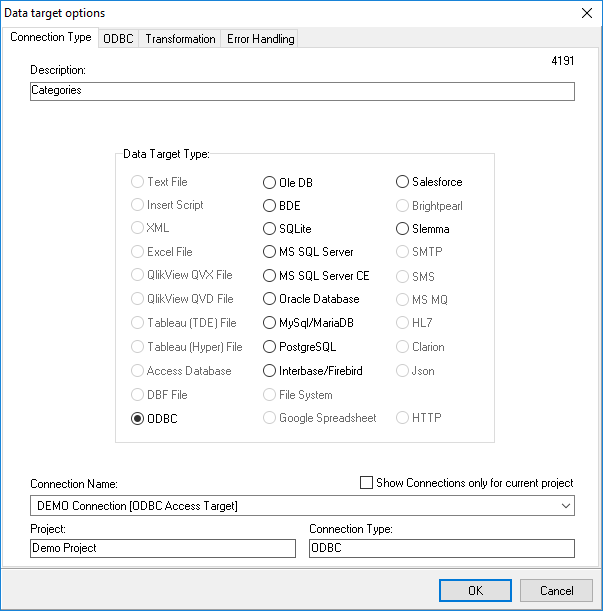 Data target options
Connection Type ODBC Transformation Error Handling
4191
Description:
Categories
Data Target Type:
Text File Ole DB Salesforce
Insert Script BDE Brightpearl
XML SQLite Slemma
Excel File MS SQL Server SMTP
QlikView QVX File MS SQL Server CE SMS
QlikView QVD File Oracle Database MS MQ
Tableau (TDE) File MySql/MariaDB HL7
Tableau (Hyper) File PostgreSQL Clarion
Access Database Interbase/Firebird Json
DBF File File System
ODBC Google Spreadsheet HTTP
Connection Name: Show Connections only for current project
DEMO Connection [ODBC Access Target]
Project: Connection Type:
Demo Project ODBC
OK Cancel